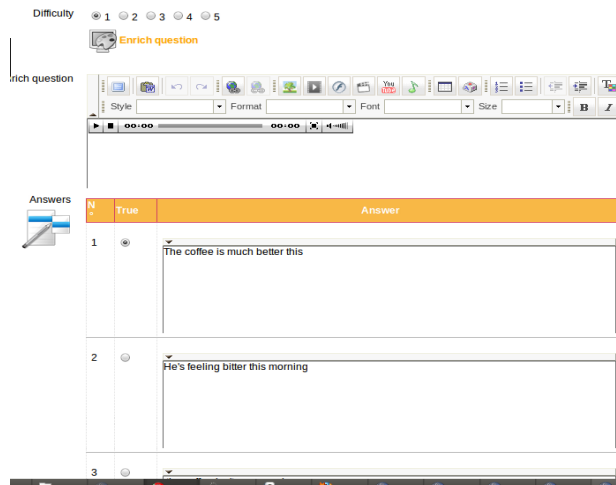 Difficulty 1 2 3 4 5
Enrich question
rich question
Style Format Font Size B I
00:00 00:00
Answers
N° True Answer
1 The coffee is much better this
2 He's feeling bitter this morning
3